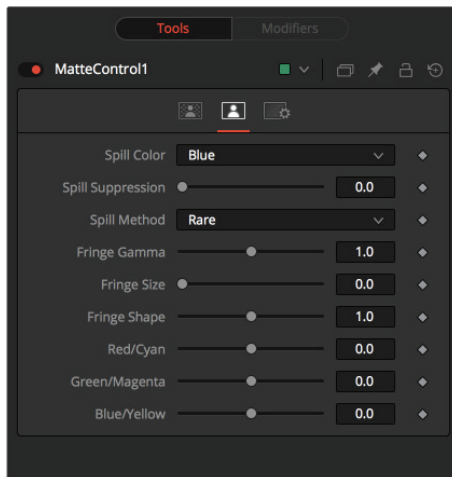 Tools Modifiers
MatteControl1
Spill Color Blue
Spill Suppression 0.0
Spill Method Rare
Fringe Gamma 1.0
Fringe Size 0.0
Fringe Shape 1.0
Red/Cyan 0.0
Green/Magenta 0.0
Blue/Yellow 0.0